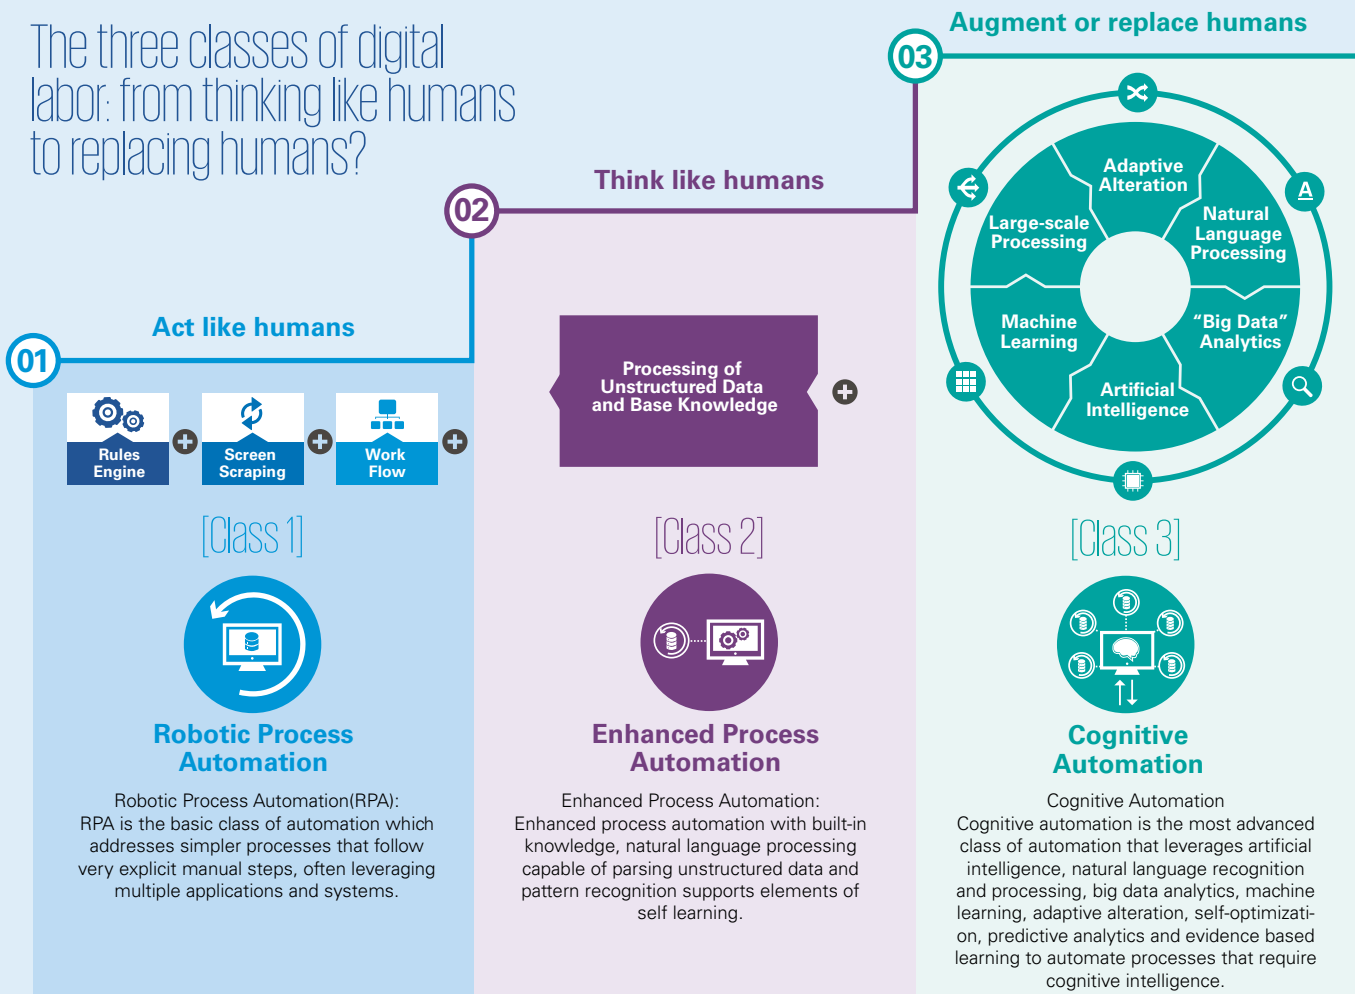 The three classes of digital
labor: from thinking like humans
to replacing humans?
01
Act like humans
Rules
Engine
Screen
Scraping
Work
Flow
[Class 1]
Robotic Process
Automation
Robotic Process Automation(RPA):
RPA is the basic class of automation which
addresses simpler processes that follow
very explicit manual steps, often leveraging
multiple applications and systems.
02
Think like humans
Processing of
Unstructured Data
and Base Knowledge
[Class 2]
Enhanced Process
Automation
Enhanced Process Automation:
Enhanced process automation with built-in
knowledge, natural language processing
capable of parsing unstructured data and
pattern recognition supports elements of
self learning.
03
Augment or replace humans
Adaptive
Alteration
A
Natural
Language
Processing
"Big Data"
Analytics
Artificial
Intelligence
Machine
Learning
Large-scale
Processing
[Class 3]
Cognitive
Automation
Cognitive Automation
Cognitive automation is the most advanced
class of automation that leverages artificial
intelligence, natural language recognition
and processing, big data analytics, machine
learning, adaptive alteration, self-optimizati-
on, predictive analytics and evidence based
learning to automate processes that require
cognitive intelligence.